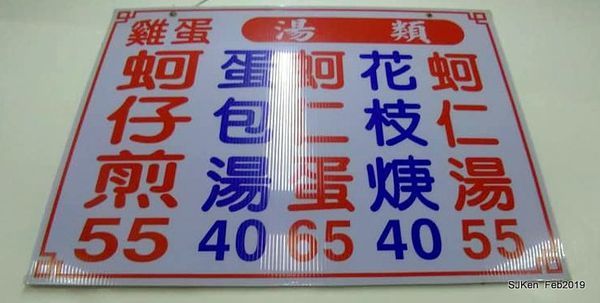 湯類
蚵仁湯 55
花枝焿 40
蚵仁蛋 65
蛋包湯 40
雞蛋
蚵仔煎 55
SJKen Feb2019